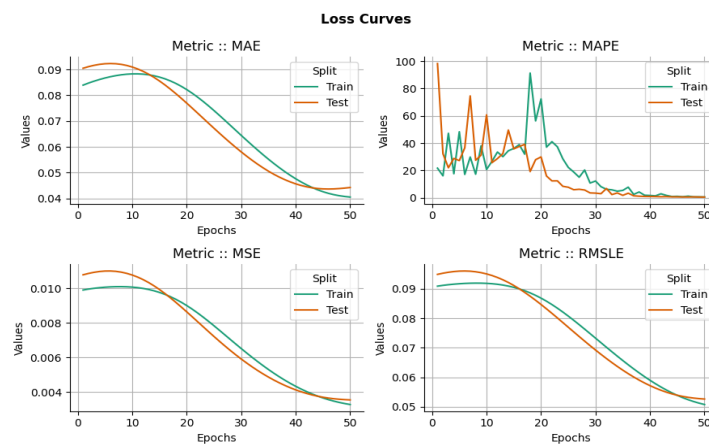 Loss Curves
Metric :: MAE
Values
0.09
0.08
0.07
0.06
0.05
0.04
0 10 20 30 40 50
Epochs
Split
Train
Test
Metric :: MAPE
Values
100
80
60
40
20
0
0 10 20 30 40 50
Epochs
Split
Train
Test
Metric :: MSE
Values
0.010
0.008
0.006
0.004
0 10 20 30 40 50
Epochs
Split
Train
Test
Metric :: RMSLE
Values
0.09
0.08
0.07
0.06
0.05
0 10 20 30 40 50
Epochs
Split
Train
Test